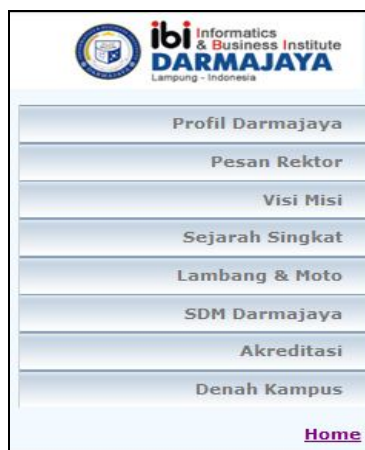 ibi Informatics
& Business Institute
DARMAJAYA
Lampung - Indonesia
Profil Darmajaya
Pesan Rektor
Visi Misi
Sejarah Singkat
Lambang & Moto
SDM Darmajaya
Akreditasi
Denah Kampus
Home